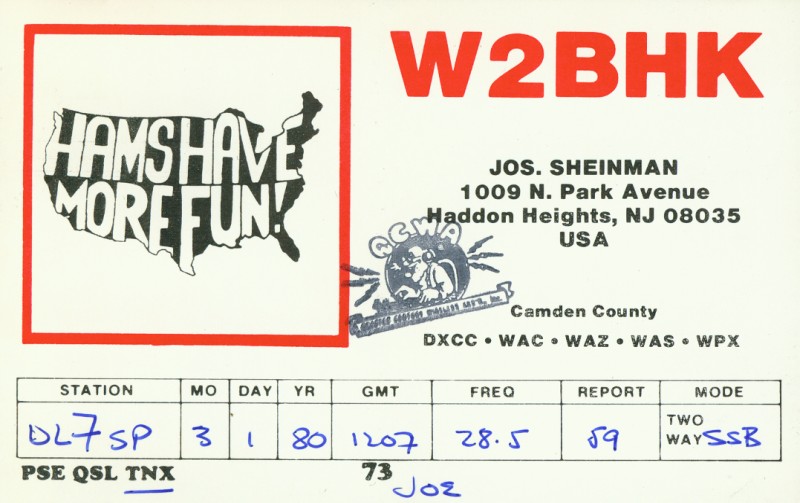 HAMS HAVE
MORE FUN!
W2BHK
JOS. SHEINMAN
1009 N. Park Avenue
Haddon Heights, NJ 08035
USA
QCWA
Camden County
DXCC • WAC • WAZ • WAS • WPX
STATION MO DAY YR GMT FREQ REPORT MODE
DL7SP 3 1 80 1207 28.5 59 TWO WAY SSB
PSE QSL TNX 73
JOE